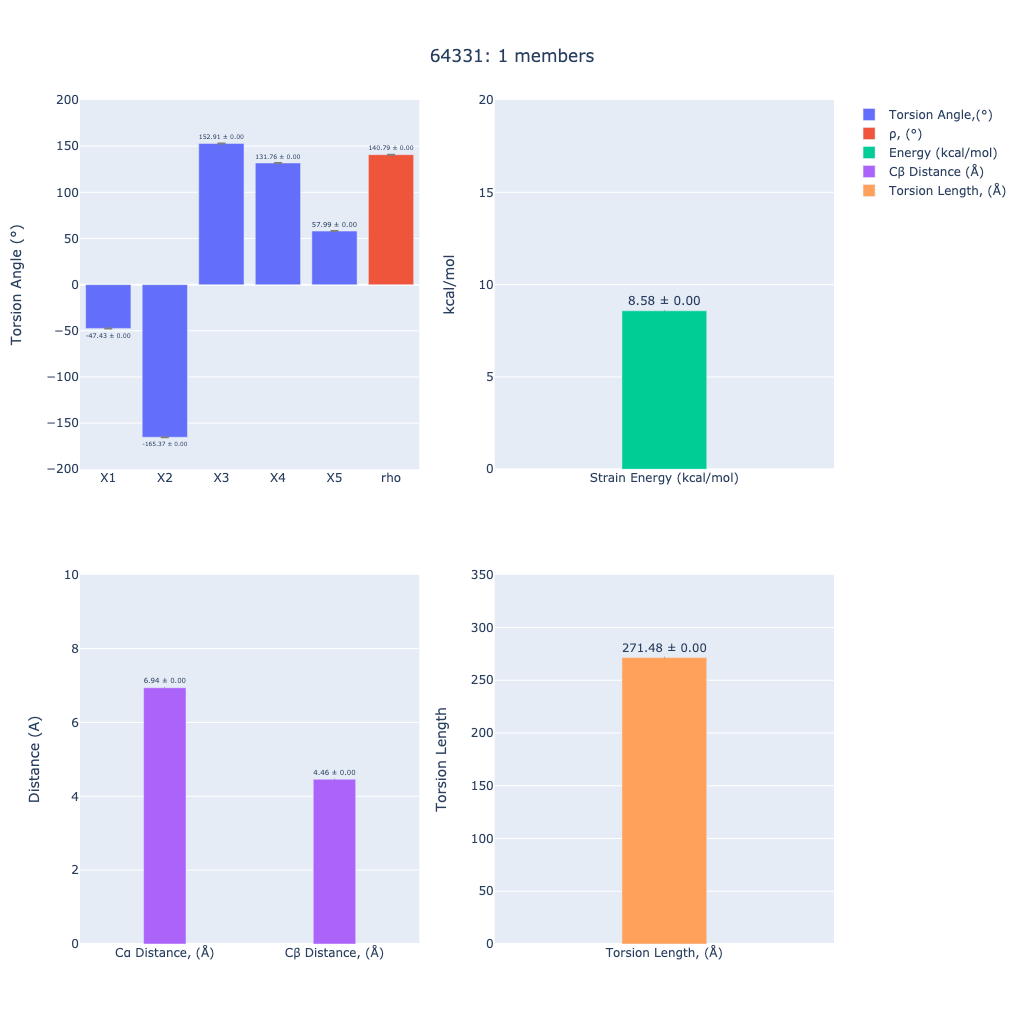 64331: 1 members
Torsion Angle (°)
200
150
100
50
0
−50
−100
−150
−200
-47.43 ± 0.00
-165.37 ± 0.00
152.91 ± 0.00
131.76 ± 0.00
57.99 ± 0.00
140.79 ± 0.00
X1 X2 X3 X4 X5 rho
kcal/mol
20
15
10
5
0
8.58 ± 0.00
Strain Energy (kcal/mol)
Torsion Angle,(°)
ρ, (°)
Energy (kcal/mol)
Cβ Distance (Å)
Torsion Length, (Å)
Distance (A)
10
8
6
4
2
0
6.94 ± 0.00
4.46 ± 0.00
Cα Distance, (Å) Cβ Distance, (Å)
Torsion Length
350
300
250
200
150
100
50
0
271.48 ± 0.00
Torsion Length, (Å)